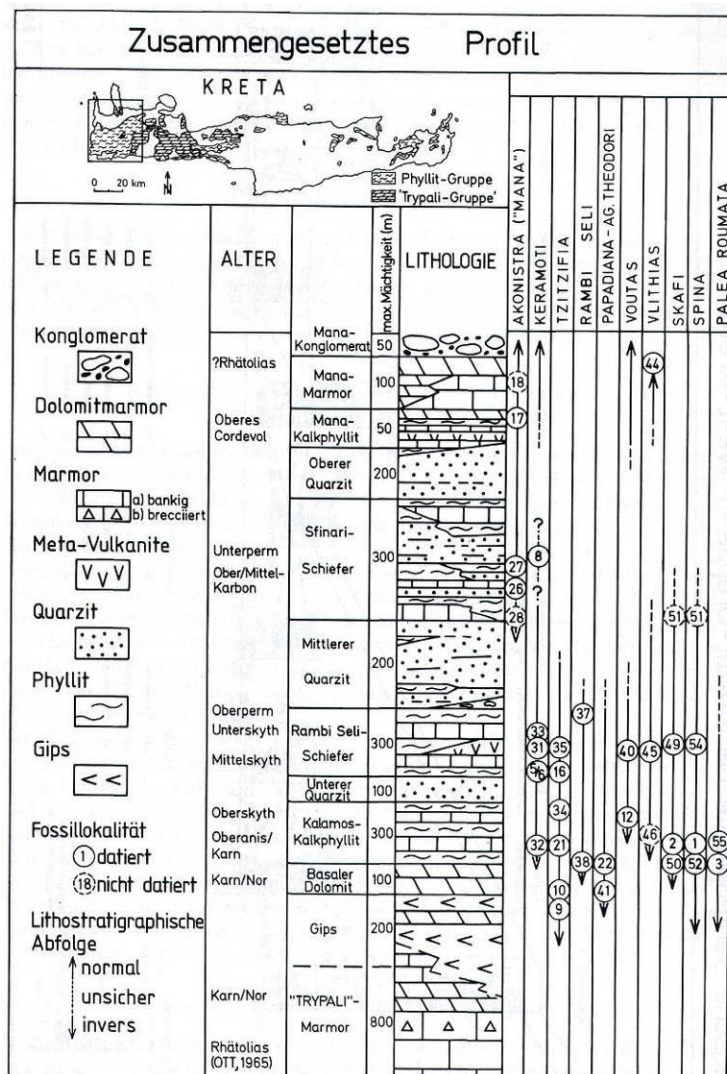 Zusammengesetztes Profil
KRETA
0 20 km
N
Phyllit-Gruppe
'Trypali-Gruppe'
LEGENDE
ALTER
max. Mächtigkeit (m)
LITHOLOGIE
AKONISTRA ("MANA")
KERAMOTI
TZITZIFIA
RAMBI SELI
PAPADIANA - AG. THEODORI
VOUTAS
VLITHIAS
SKAFI
SPINA
PALEA ROUMATA
Konglomerat
Dolomitmarmor
Marmor
a) bankig
b) brecciiert
Meta-Vulkanite
Quarzit
Phyllit
Gips
Fossillokalität
1 datiert
18 nicht datiert
Lithostratigraphische
Abfolge
normal
unsicher
invers
?Rhätolias
Oberes
Cordevol
Unterperm
Ober/Mittel-
Karbon
Oberperm
Unterskyth
Mittelskyth
Oberskyth
Oberanis/
Karn
Karn/Nor
Karn/Nor
Rhätolias
(OTT, 1965)
Mana-
Konglomerat 50
Mana-
Marmor 100
Mana-
Kalkphyllit 50
Oberer
Quarzit 200
Sfinari-
Schiefer 300
Mittlerer
Quarzit 200
Rambi Seli-
Schiefer 300
Unterer
Quarzit 100
Kalamos-
Kalkphyllit 300
Basaler
Dolomit 100
Gips 200
"TRYPALI"-
Marmor 800
44
18
17
?
8
27
26 ?
28 51 51
37
33
31 35 40 45 49 54
16
34
12
46
32 21 2 1 55
38 22 50 52 3
10 41
9